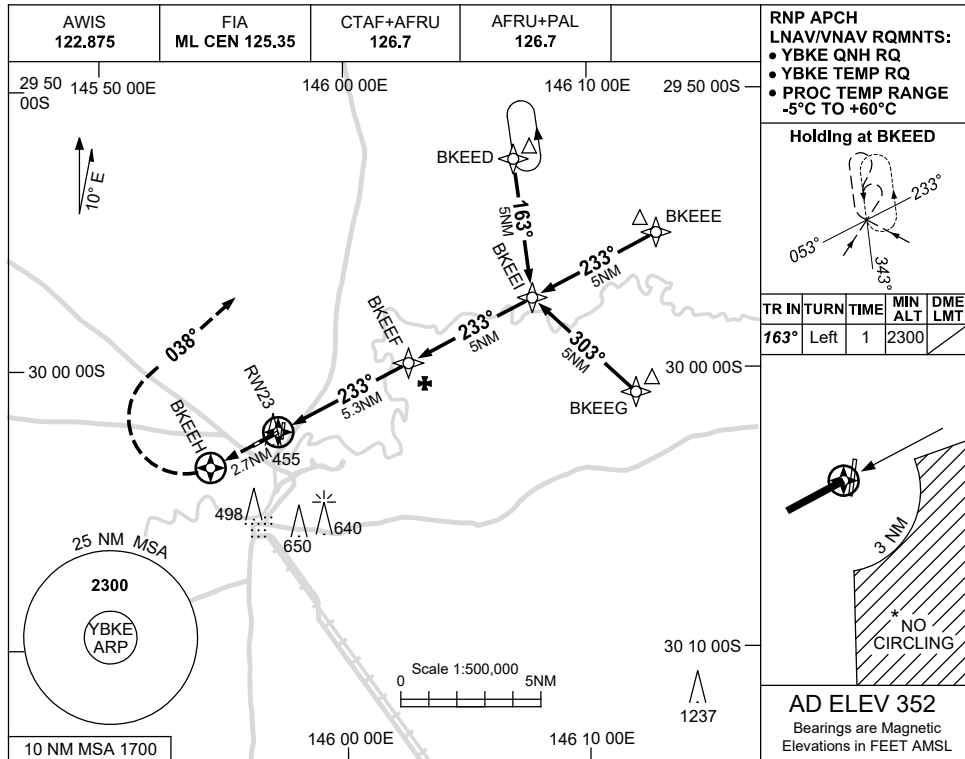 AWIS
122.875
FIA
ML CEN 125.35
CTAF+AFRU
126.7
AFRU+PAL
126.7
RNP APCH
LNAV/VNAV RQMNTS:
• YBKE QNH RQ
• YBKE TEMP RQ
• PROC TEMP RANGE
-5°C TO +60°C
29 50
00S
145 50 00E
146 00 00E
146 10 00E
29 50 00S
10° E
BKEED
163°
5NM
BKEEE
233°
5NM
BKEEI
233°
5NM
BKEEF
303°
5NM
BKEEG
233°
5.3NM
RW23
455
038°
BKEEH
2.7NM
30 00 00S
30 00 00S
498
650
640
25 NM MSA
2300
YBKE
ARP
10 NM MSA 1700
Scale 1:500,000
0
5NM
30 10 00S
1237
146 00 00E
146 10 00E
Holding at BKEED
233°
053°
343°
TR IN
TURN
TIME
MIN
ALT
DME
LMT
163°
Left
1
2300
3 NM
*NO
CIRCLING
AD ELEV 352
Bearings are Magnetic
Elevations in FEET AMSL